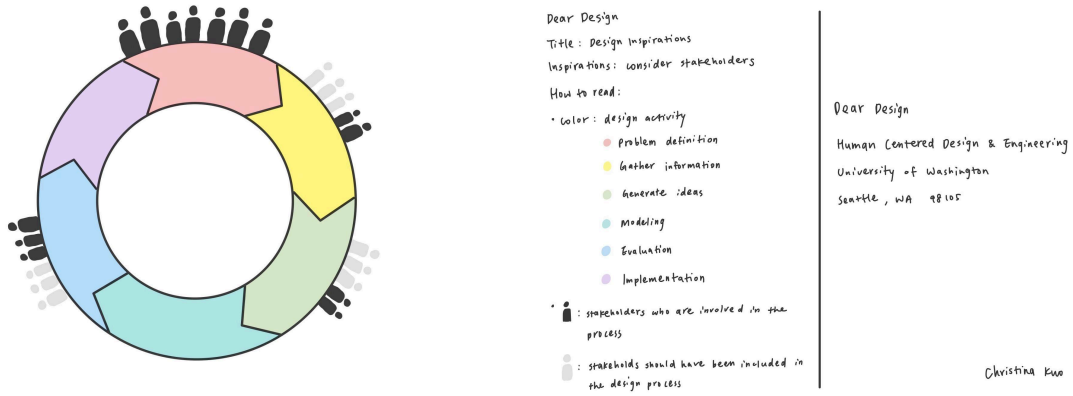 Dear Design
Title: Design Inspirations
Inspirations: consider stakeholders
How to read:
• color: design activity
Problem definition
Gather information
Generate ideas
Modeling
Evaluation
Implementation
• : stakeholders who are involved in the
process
: stakeholds should have been included in
the design process
Dear Design
Human Centered Design & Engineering
University of Washington
Seattle, WA 98105
Christina Kuo